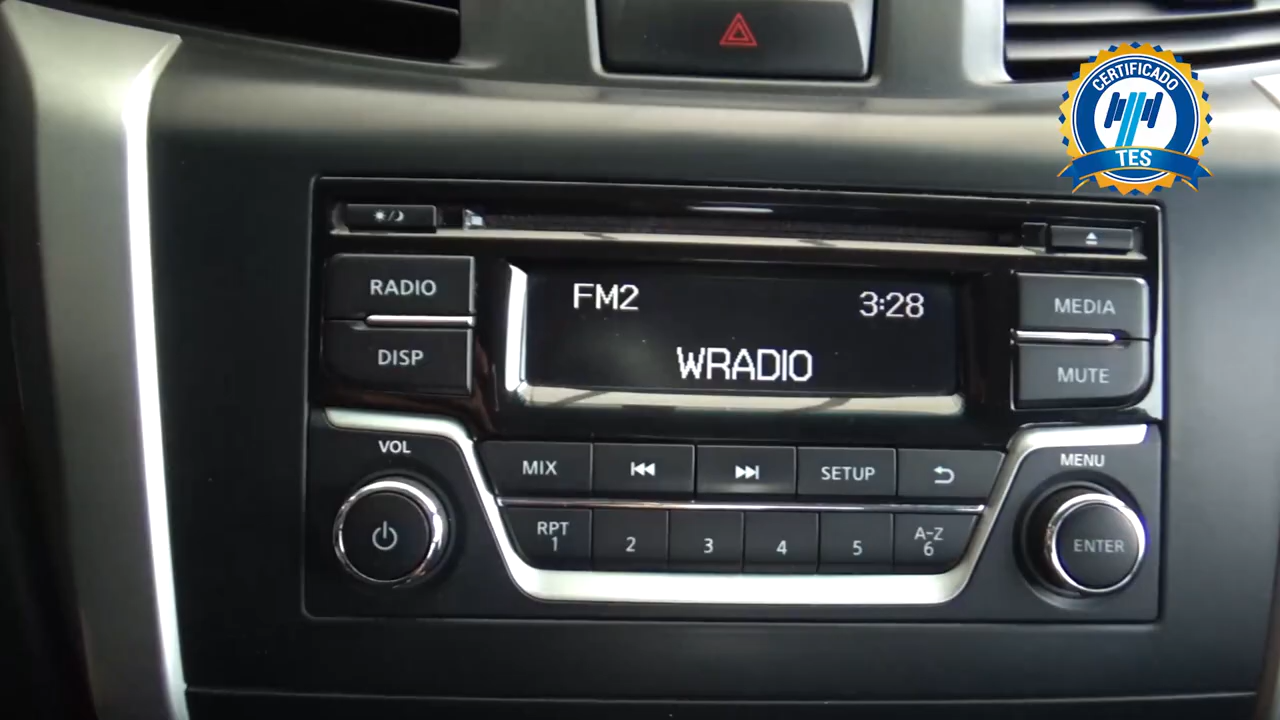 CERTIFICADO
TES
RADIO
FM2
3:28
MEDIA
DISP
WRADIO
MUTE
VOL
MIX
SETUP
MENU
RPT
1
2
3
4
5
A-Z
6
ENTER